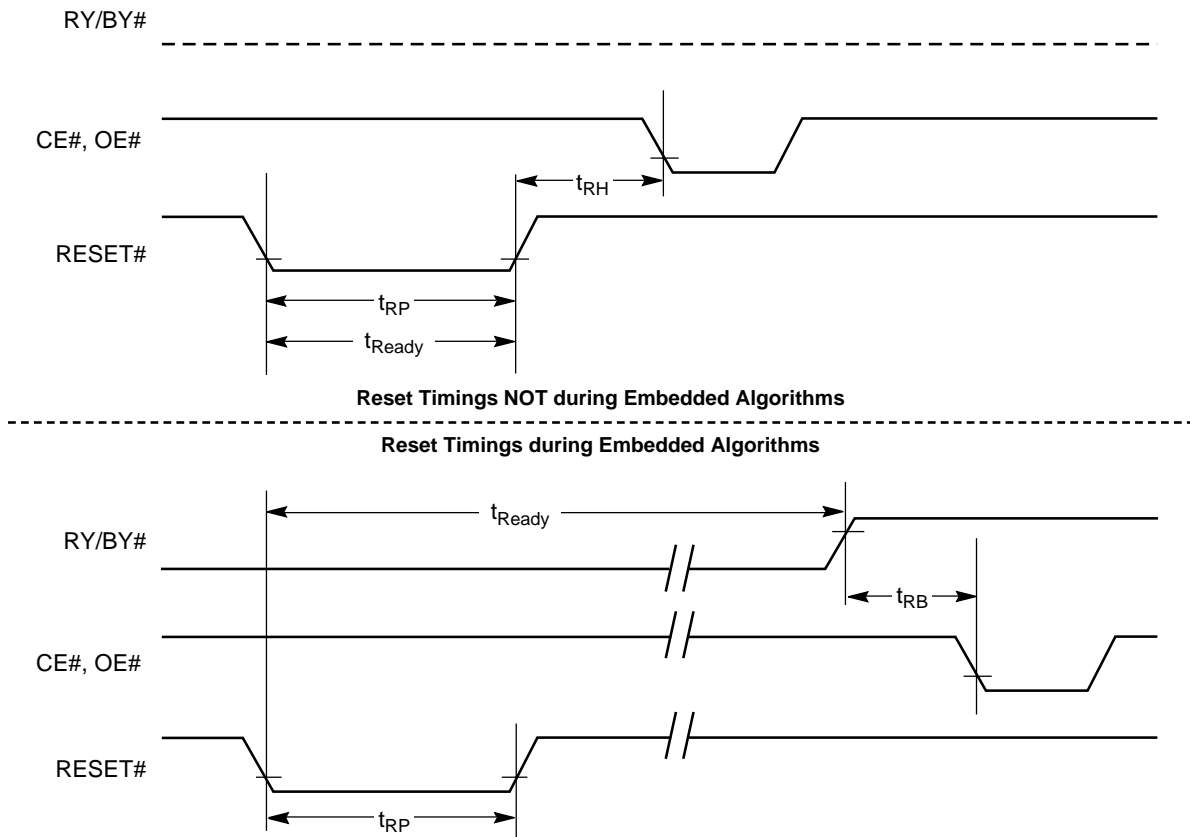 RY/BY#
CE#, OE#
tRH
RESET#
tRP
tReady
Reset Timings NOT during Embedded Algorithms
Reset Timings during Embedded Algorithms
tReady
RY/BY#
tRB
CE#, OE#
RESET#
tRP